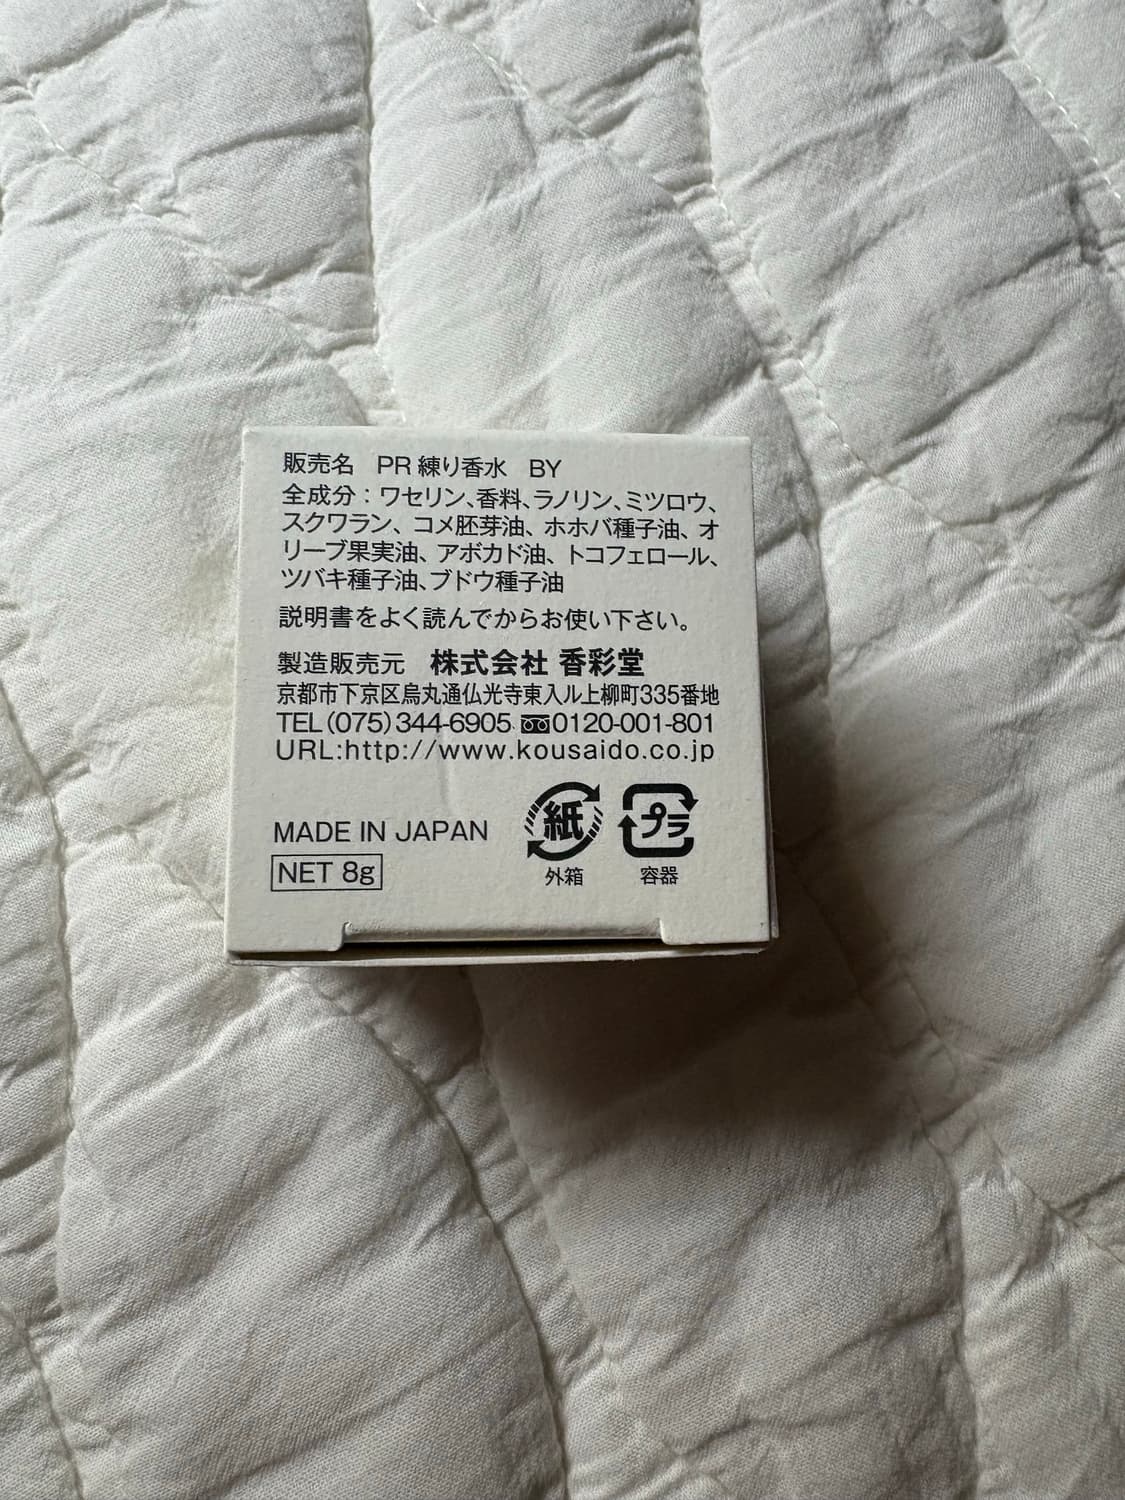 販売名 PR 練り香水 BY
全成分：ワセリン、香料、ラノリン、ミツロウ、
スクワラン、コメ胚芽油、ホホバ種子油、オ
リーブ果実油、アボカド油、トコフェロール、
ツバキ種子油、ブドウ種子油
説明書をよく読んでからお使い下さい。
製造販売元 株式会社 香彩堂
京都市下京区烏丸通仏光寺東入ル上柳町335番地
TEL(075)344-6905 0120-001-801
URL:http://www.kousaido.co.jp
MADE IN JAPAN
NET 8g
紙
外箱
プラ
容器